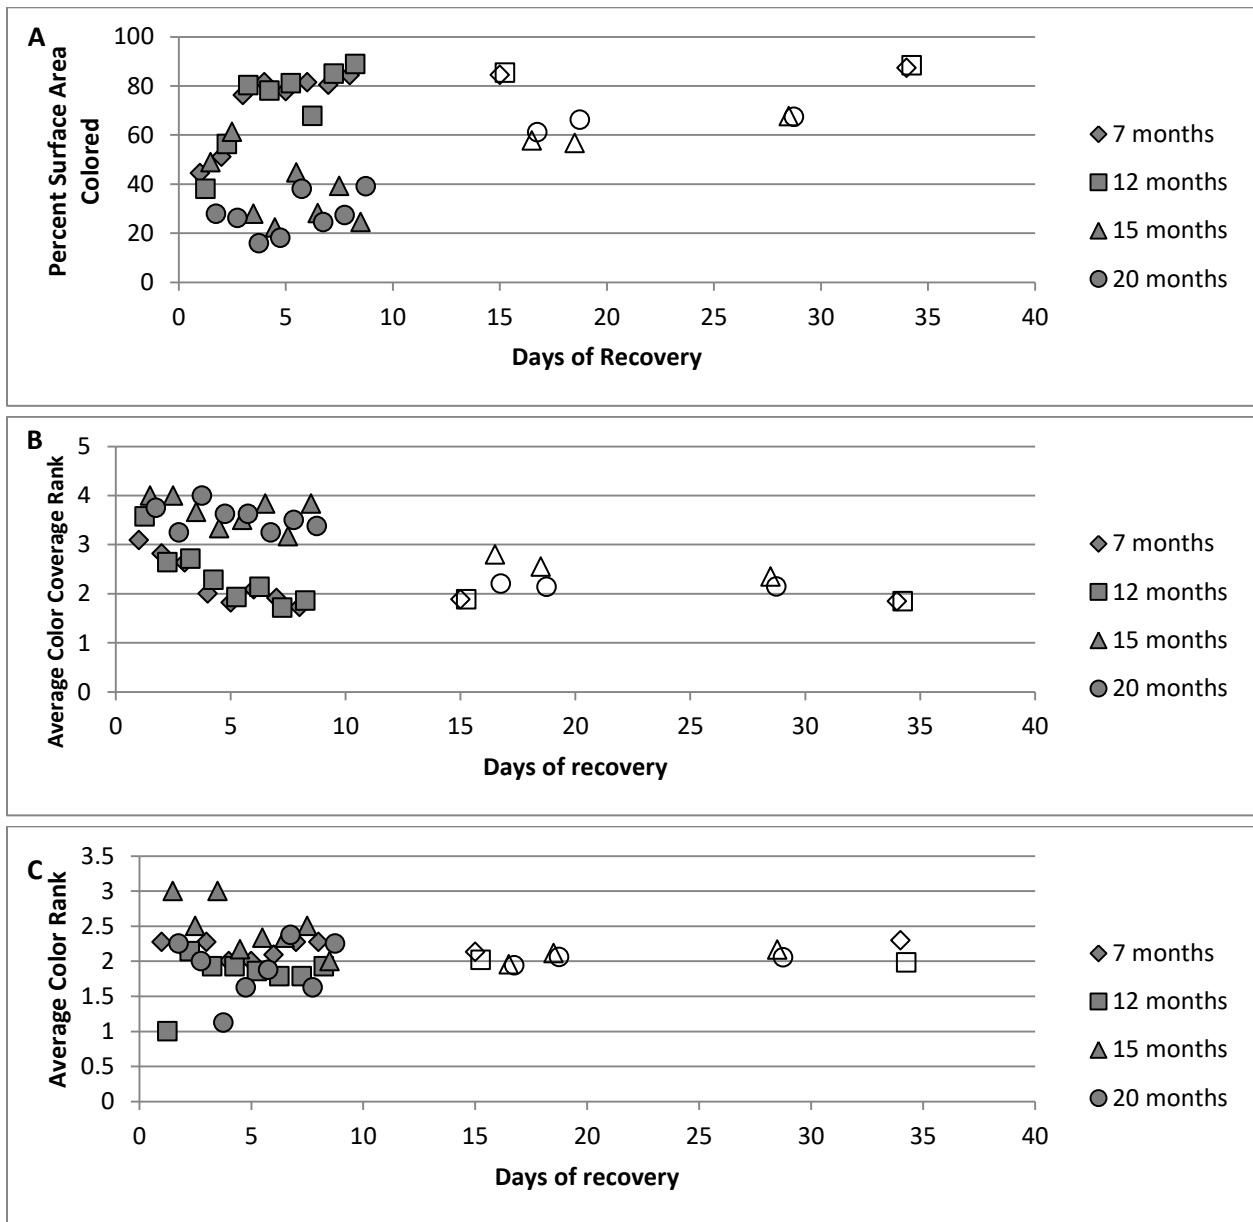 A
Percent Surface Area
Colored
100
80
60
40
20
0
0 5 10 15 20 25 30 35 40
Days of Recovery
7 months
12 months
15 months
20 months
B
Average Color Coverage Rank
5
4
3
2
1
0
0 5 10 15 20 25 30 35 40
Days of recovery
7 months
12 months
15 months
20 months
C
Average Color Rank
3.5
3
2.5
2
1.5
1
0.5
0
0 5 10 15 20 25 30 35 40
Days of recovery
7 months
12 months
15 months
20 months